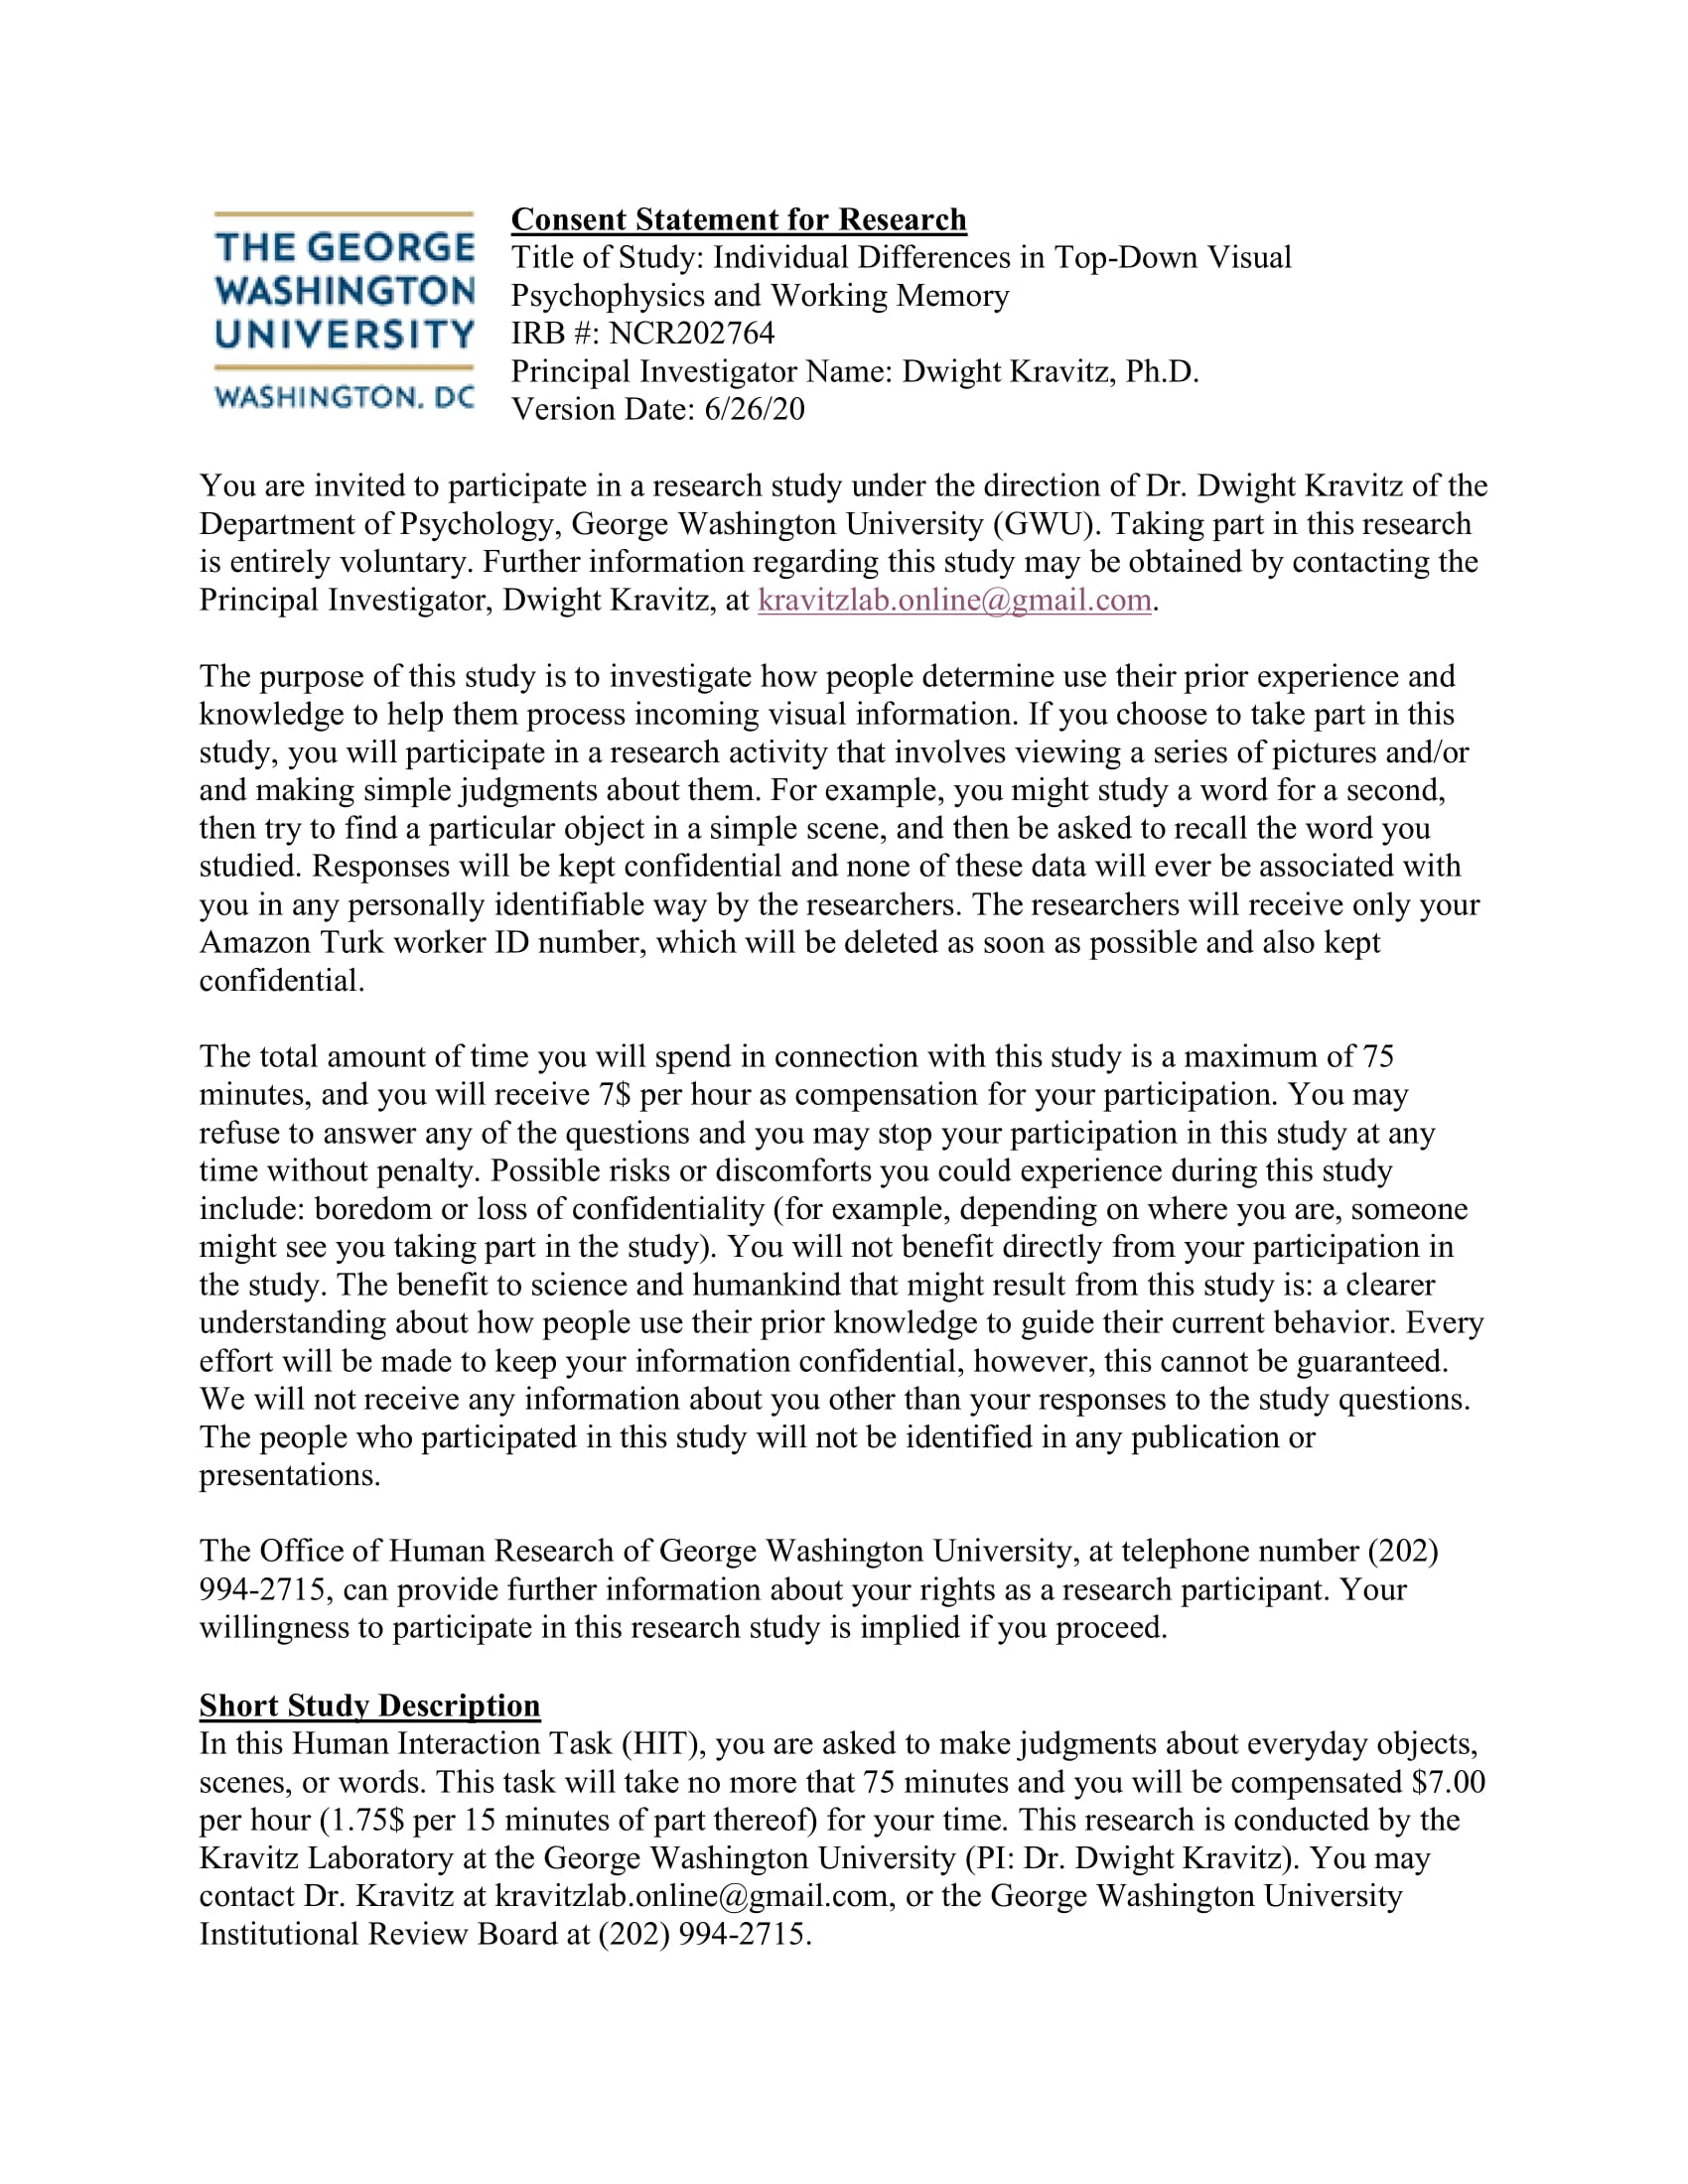 THE GEORGE
WASHINGTON
UNIVERSITY
WASHINGTON, DC
Consent Statement for Research
Title of Study: Individual Differences in Top-Down Visual
Psychophysics and Working Memory
IRB #: NCR202764
Principal Investigator Name: Dwight Kravitz, Ph.D.
Version Date: 6/26/20
You are invited to participate in a research study under the direction of Dr. Dwight Kravitz of the
Department of Psychology, George Washington University (GWU). Taking part in this research
is entirely voluntary. Further information regarding this study may be obtained by contacting the
Principal Investigator, Dwight Kravitz, at kravitzlab.online@gmail.com.
The purpose of this study is to investigate how people determine use their prior experience and
knowledge to help them process incoming visual information. If you choose to take part in this
study, you will participate in a research activity that involves viewing a series of pictures and/or
and making simple judgments about them. For example, you might study a word for a second,
then try to find a particular object in a simple scene, and then be asked to recall the word you
studied. Responses will be kept confidential and none of these data will ever be associated with
you in any personally identifiable way by the researchers. The researchers will receive only your
Amazon Turk worker ID number, which will be deleted as soon as possible and also kept
confidential.
The total amount of time you will spend in connection with this study is a maximum of 75
minutes, and you will receive 7$ per hour as compensation for your participation. You may
refuse to answer any of the questions and you may stop your participation in this study at any
time without penalty. Possible risks or discomforts you could experience during this study
include: boredom or loss of confidentiality (for example, depending on where you are, someone
might see you taking part in the study). You will not benefit directly from your participation in
the study. The benefit to science and humankind that might result from this study is: a clearer
understanding about how people use their prior knowledge to guide their current behavior. Every
effort will be made to keep your information confidential, however, this cannot be guaranteed.
We will not receive any information about you other than your responses to the study questions.
The people who participated in this study will not be identified in any publication or
presentations.
The Office of Human Research of George Washington University, at telephone number (202)
994-2715, can provide further information about your rights as a research participant. Your
willingness to participate in this research study is implied if you proceed.
Short Study Description
In this Human Interaction Task (HIT), you are asked to make judgments about everyday objects,
scenes, or words. This task will take no more that 75 minutes and you will be compensated $7.00
per hour (1.75$ per 15 minutes of part thereof) for your time. This research is conducted by the
Kravitz Laboratory at the George Washington University (PI: Dr. Dwight Kravitz). You may
contact Dr. Kravitz at kravitzlab.online@gmail.com, or the George Washington University
Institutional Review Board at (202) 994-2715.